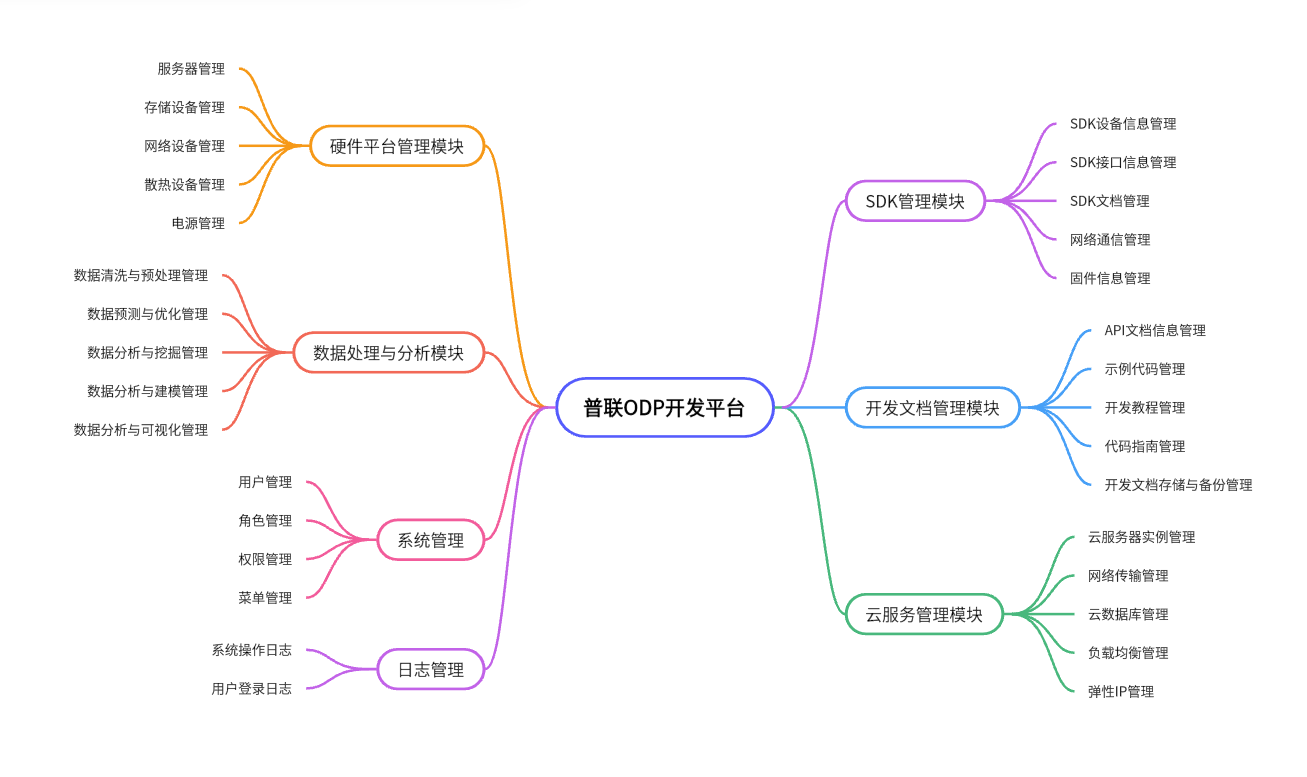 普联ODP开发平台
硬件平台管理模块
服务器管理
存储设备管理
网络设备管理
散热设备管理
电源管理
数据处理与分析模块
数据清洗与预处理管理
数据预测与优化管理
数据分析与挖掘管理
数据分析与建模管理
数据分析与可视化管理
系统管理
用户管理
角色管理
权限管理
菜单管理
日志管理
系统操作日志
用户登录日志
SDK管理模块
SDK设备信息管理
SDK接口信息管理
SDK文档管理
网络通信管理
固件信息管理
开发文档管理模块
API文档信息管理
示例代码管理
开发教程管理
代码指南管理
开发文档存储与备份管理
云服务管理模块
云服务器实例管理
网络传输管理
云数据库管理
负载均衡管理
弹性IP管理